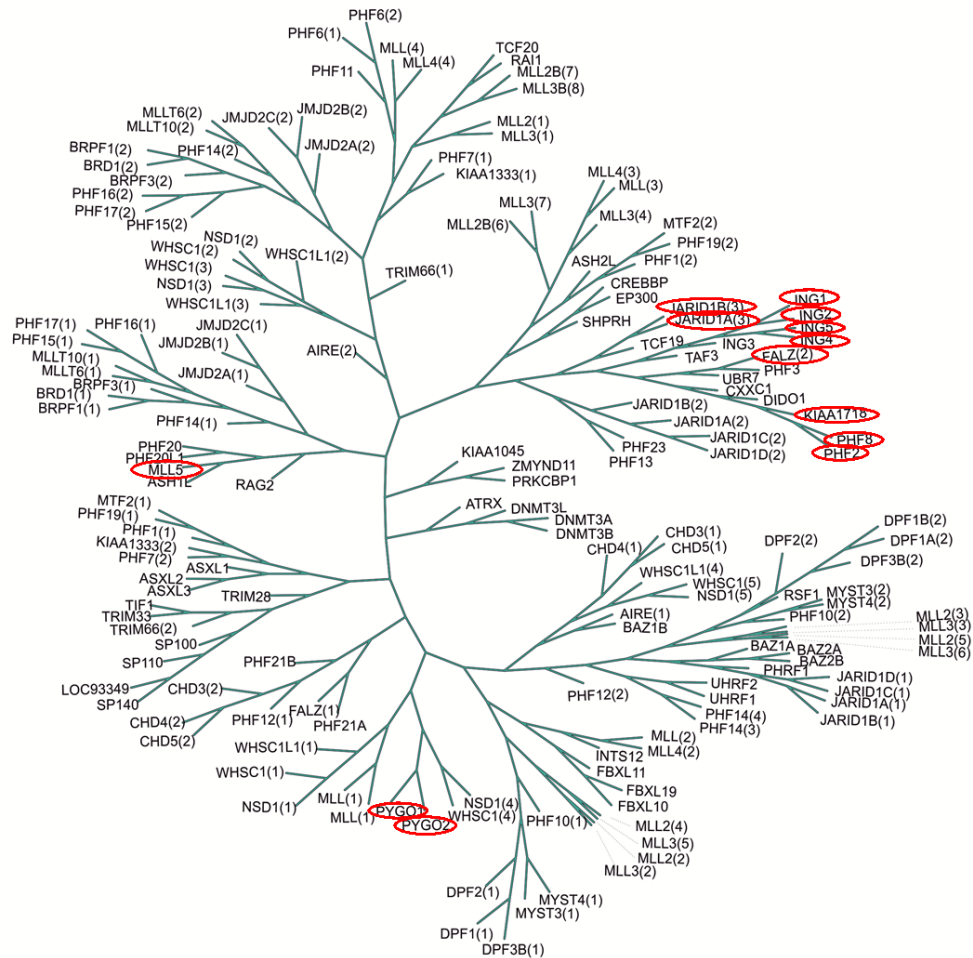 PHF6(2)
PHF6(1)
MLL(4)
MLL4(4)
PHF11
TCF20
RAI1
MLL2B(7)
MLL3B(8)
MLL2(1)
MLL3(1)
PHF7(1)
KIAA1333(1)
MLLT6(2)
MLLT10(2)
JMJD2C(2)
JMJD2B(2)
JMJD2A(2)
PHF14(2)
BRPF1(2)
BRD1(2)
BRPF3(2)
PHF16(2)
PHF17(2)
PHF15(2)
NSD1(2)
WHSC1(2)
WHSC1(3)
NSD1(3)
WHSC1L1(3)
WHSC1L1(2)
TRIM66(1)
AIRE(2)
MLL4(3)
MLL(3)
MLL3(7)
MLL2B(6)
MLL3(4)
MTF2(2)
PHF19(2)
PHF1(2)
ASH2L
CREBBP
EP300
SHPRH
JARID1B(3)
JARID1A(3)
TCF19
ING1
ING2
ING5
ING4
ING3
TAF3
FALZ(2)
PHF3
UBR7
CXXC1
DIDO1
KIAA1718
PHF8
PHF2
JARID1B(2)
JARID1A(2)
JARID1C(2)
JARID1D(2)
PHF23
PHF13
PHF17(1)
PHF15(1)
PHF16(1)
MLLT10(1)
MLLT6(1)
BRPF3(1)
BRD1(1)
BRPF1(1)
JMJD2C(1)
JMJD2B(1)
JMJD2A(1)
PHF14(1)
PHF20
PHF20L1
MLL5
ASH1L
RAG2
KIAA1045
ZMYND11
PRKCBP1
ATRX
DNMT3L
DNMT3A
DNMT3B
MTF2(1)
PHF19(1)
PHF1(1)
KIAA1333(2)
PHF7(2)
ASXL1
ASXL2
ASXL3
TRIM28
TIF1
TRIM33
TRIM66(2)
SP100
SP110
LOC93349
SP140
CHD3(2)
CHD4(2)
CHD5(2)
PHF21B
PHF12(1)
FALZ(1)
PHF21A
CHD4(1)
CHD3(1)
CHD5(1)
WHSC1L1(4)
WHSC1(5)
NSD1(5)
AIRE(1)
BAZ1B
DPF1B(2)
DPF1A(2)
DPF3B(2)
DPF2(2)
RSF1
MYST3(2)
MYST4(2)
PHF10(2)
MLL2(3)
MLL3(3)
MLL2(5)
MLL3(6)
BAZ1A
BAZ2A
BAZ2B
PHRF1
JARID1D(1)
JARID1C(1)
JARID1A(1)
JARID1B(1)
PHF12(2)
UHRF2
UHRF1
PHF14(4)
PHF14(3)
MLL(2)
MLL4(2)
INTS12
FBXL11
FBXL19
FBXL10
WHSC1L1(1)
WHSC1(1)
NSD1(1)
MLL(1)
MLL(1)
PYGO1
PYGO2
NSD1(4)
WHSC1(4)
PHF10(1)
MLL2(4)
MLL3(5)
MLL2(2)
MLL3(2)
DPF2(1)
DPF1(1)
DPF3B(1)
MYST4(1)
MYST3(1)